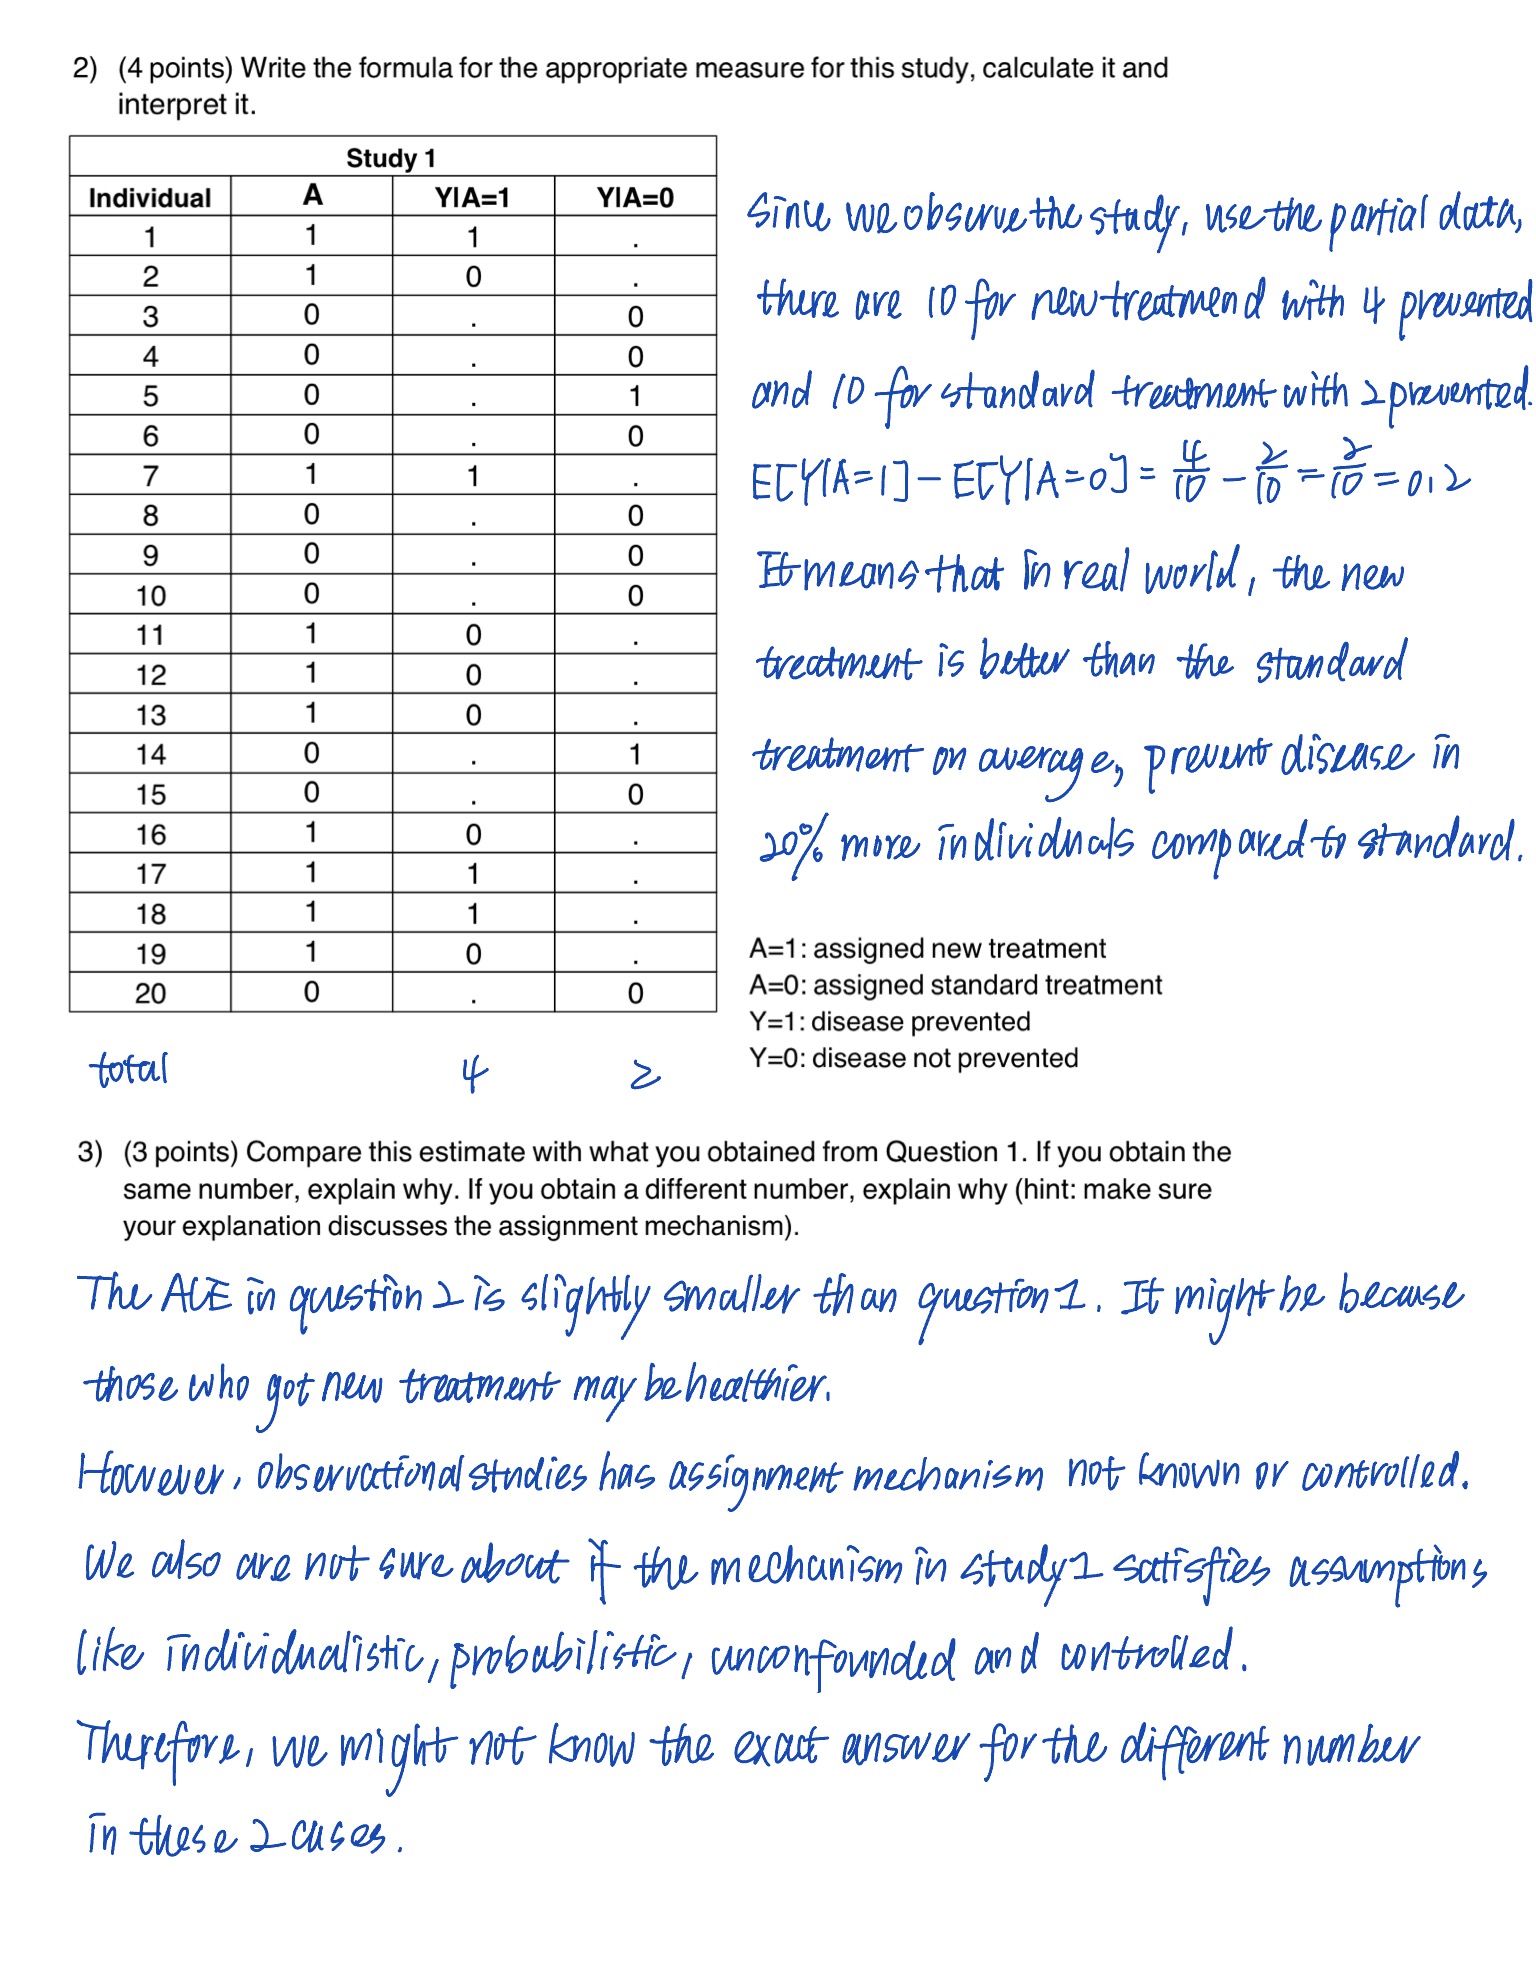 2) (4 points) Write the formula for the appropriate measure for this study, calculate it and
interpret it.
Study 1
Individual A Y|A=1 Y|A=0
1 1 1 .
2 1 0 .
3 0 . 0
4 0 . 0
5 0 . 1
6 0 . 0
7 1 1 .
8 0 . 0
9 0 . 0
10 0 . 0
11 1 0 .
12 1 0 .
13 1 0 .
14 0 . 1
15 0 . 0
16 1 0 .
17 1 1 .
18 1 1 .
19 1 0 .
20 0 . 0
total 4 2
Since we observe the study, use the partial data,
there are 10 for new treatmend with 4 prevented
and 10 for standard treatment with 2 prevented.
E[Y|A=1] - E[Y|A=0] = 4/10 - 2/10 = 2/10 = 0.2
It means that in real world, the new
treatment is better than the standard
treatment on average, prevent disease in
20% more individuals compared to standard.
A=1: assigned new treatment
A=0: assigned standard treatment
Y=1: disease prevented
Y=0: disease not prevented
3) (3 points) Compare this estimate with what you obtained from Question 1. If you obtain the
same number, explain why. If you obtain a different number, explain why (hint: make sure
your explanation discusses the assignment mechanism).
The ACE in question 2 is slightly smaller than question 1. It might be because
those who got new treatment may be healthier.
However, observational studies has assignment mechanism not known or controlled.
We also are not sure about if the mechanism in study 1 satisfies assumptions
like individualistic, probabilistic, unconfounded and controlled.
Therefore, we might not know the exact answer for the different number
in these 2 cases.